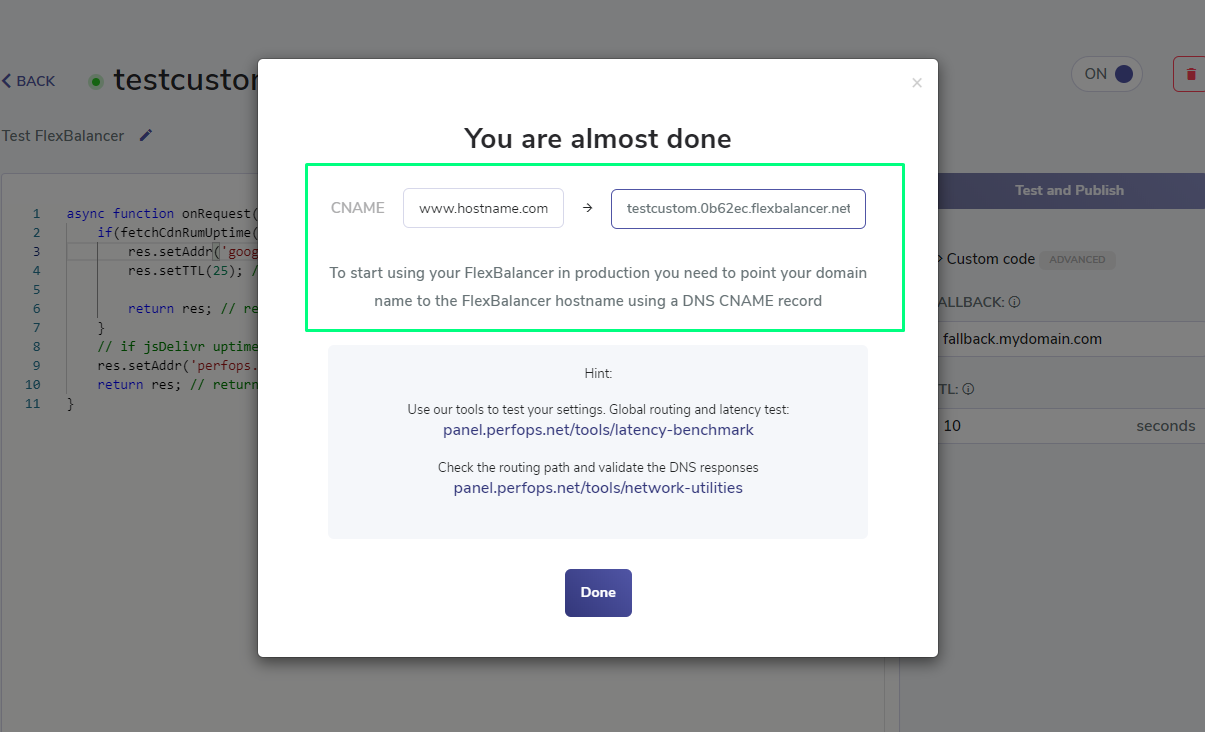 BACK
ON
Test FlexBalancer
You are almost done
CNAME www.hostname.com → testcustom.0b62ec.flexbalancer.net
To start using your FlexBalancer in production you need to point your domain
name to the FlexBalancer hostname using a DNS CNAME record
Hint:
Use our tools to test your settings. Global routing and latency test:
panel.perfops.net/tools/latency-benchmark
Check the routing path and validate the DNS responses
panel.perfops.net/tools/network-utilities
Done
1 async function onRequest(
2 if(fetchCdnRumUptime(
3 res.setAddr('goog
4 res.setTTL(25); //
5
6 return res; // re
7 }
8 // if jsDelivr uptime
9 res.setAddr('perfops.
10 return res; // return
11 }
Test and Publish
Custom code ADVANCED
fallback.mydomain.com
10 seconds